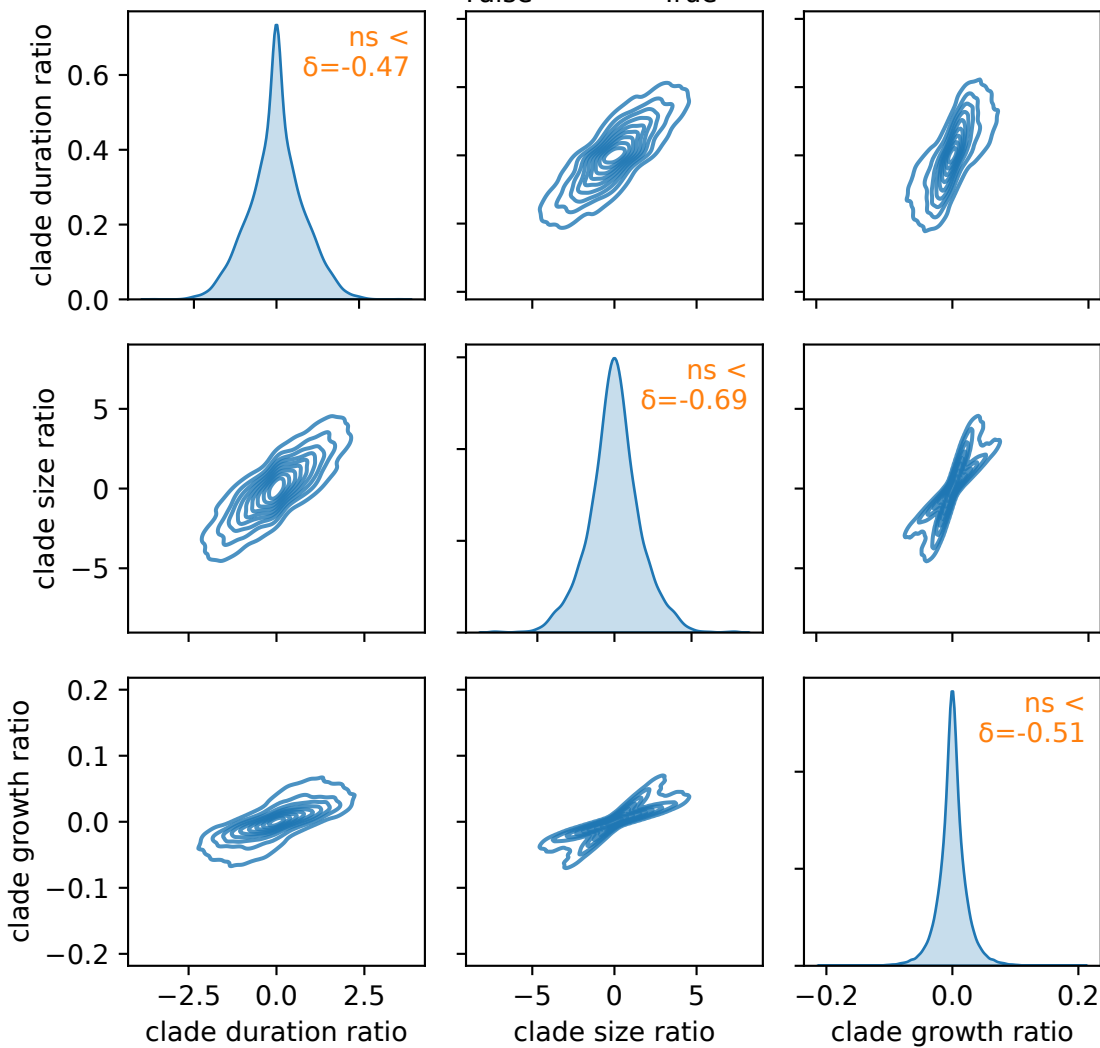 False True
clade duration ratio
0.6
0.4
0.2
0.0
ns <
δ=-0.47
clade size ratio
5
0
−5
ns <
δ=-0.69
clade growth ratio
0.2
0.1
0.0
−0.1
−0.2
ns <
δ=-0.51
−2.5 0.0 2.5
−5 0 5
−0.2 0.0 0.2
clade duration ratio
clade size ratio
clade growth ratio